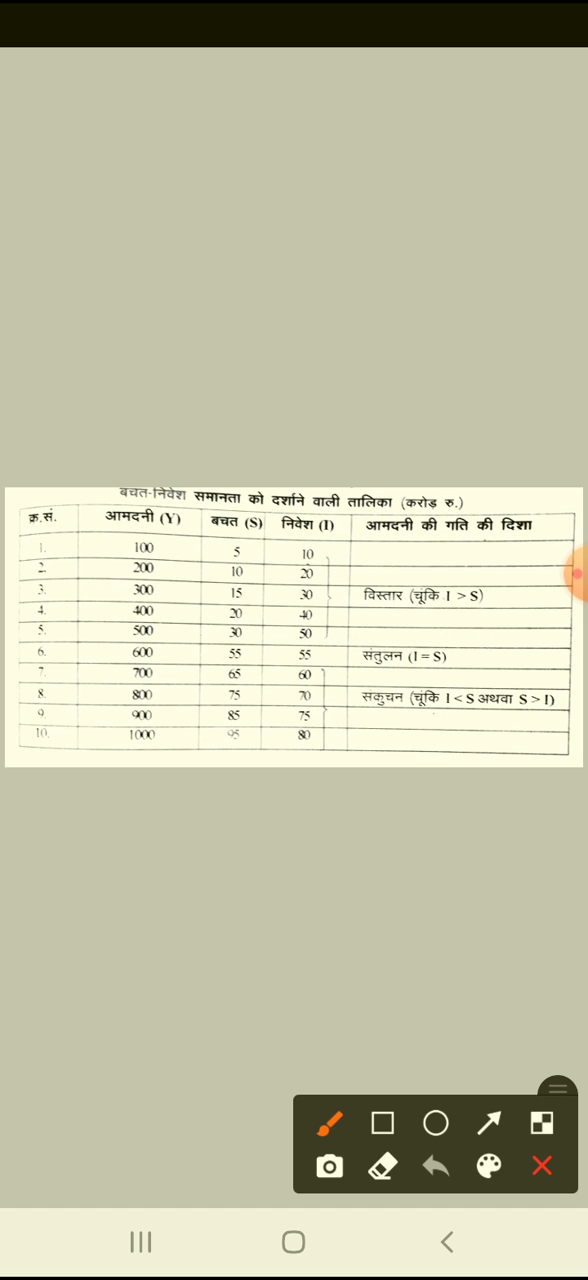 बचत-निवेश समानता को दर्शाने वाली तालिका (करोड़ रु.)
क्र.सं. आमदनी (Y) बचत (S) निवेश (I) आमदनी की गति की दिशा
1. 100 5 10
2. 200 10 20
3. 300 15 30 विस्तार (चूंकि I > S)
4. 400 20 40
5. 500 30 50
6. 600 55 55 संतुलन (I = S)
7. 700 65 60
8. 800 75 70 संकुचन (चूंकि I < S अथवा S > I)
9. 900 85 75
10. 1000 95 80